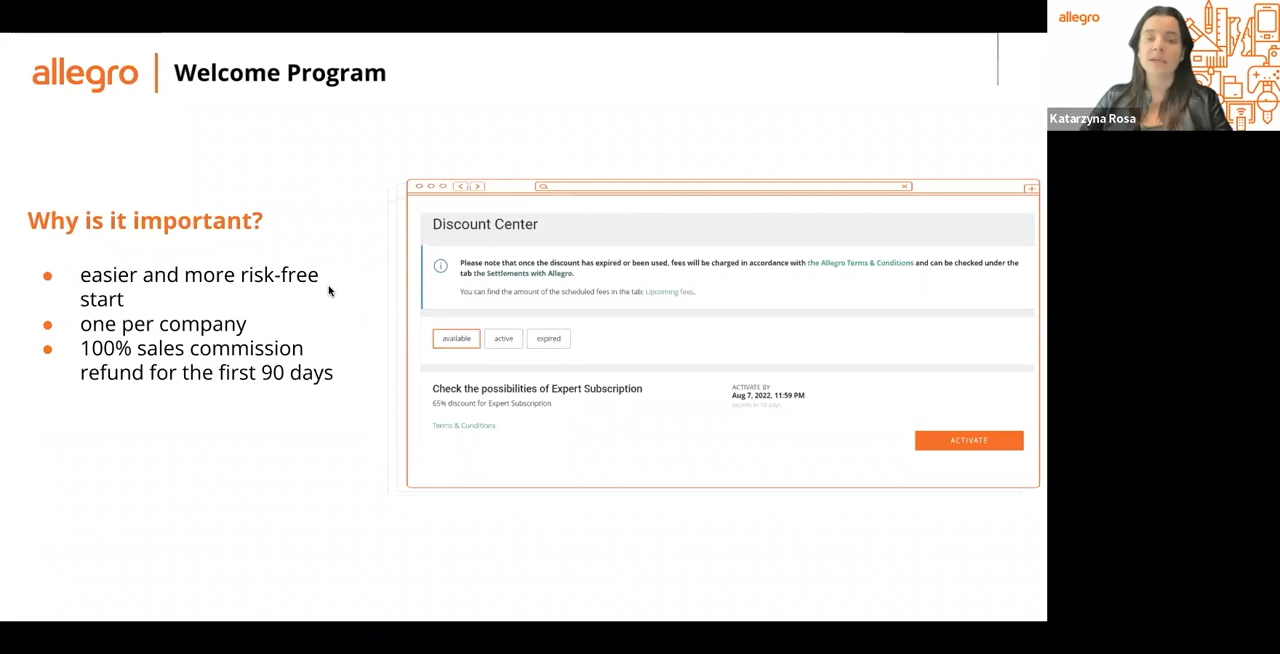 allegro
Welcome Program
allegro
Katarzyna Rosa
Why is it important?
easier and more risk-free
start
one per company
100% sales commission
refund for the first 90 days
Discount Center
Please note that once the discount has expired or been used, fees will be charged in accordance with the Allegro Terms & Conditions and can be checked under the
tab the Settlements with Allegro.
You can find the amount of the scheduled fees in the tab: Upcoming fees.
available
active
expired
Check the possibilities of Expert Subscription
65% discount for Expert Subscription
Terms & Conditions
ACTIVATE BY
Aug 7, 2022, 11:59 PM
expires in 10 days
ACTIVATE